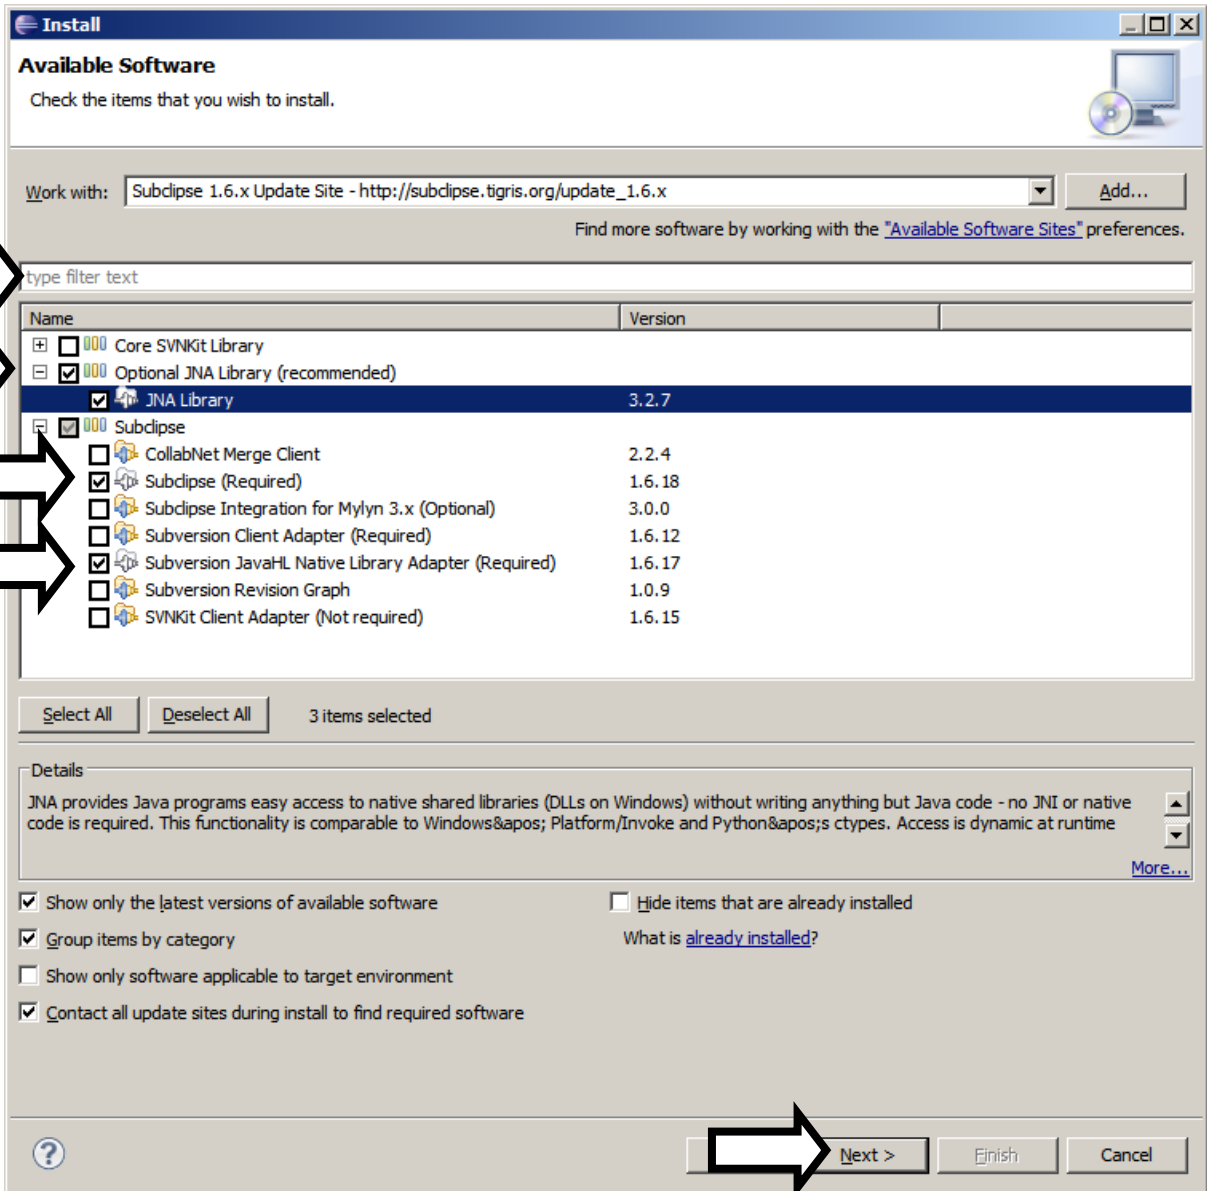 Install
Available Software
Check the items that you wish to install.
Work with: Subclipse 1.6.x Update Site - http://subclipse.tigris.org/update_1.6.x Add...
Find more software by working with the "Available Software Sites" preferences.
type filter text
Name Version
Core SVNKit Library
Optional JNA Library (recommended)
JNA Library 3.2.7
Subclipse
CollabNet Merge Client 2.2.4
Subclipse (Required) 1.6.18
Subclipse Integration for Mylyn 3.x (Optional) 3.0.0
Subversion Client Adapter (Required) 1.6.12
Subversion JavaHL Native Library Adapter (Required) 1.6.17
Subversion Revision Graph 1.0.9
SVNKit Client Adapter (Not required) 1.6.15
Select All Deselect All 3 items selected
Details
JNA provides Java programs easy access to native shared libraries (DLLs on Windows) without writing anything but Java code - no JNI or native
code is required. This functionality is comparable to Windows&apos; Platform/Invoke and Python&apos;s ctypes. Access is dynamic at runtime
More...
Show only the latest versions of available software Hide items that are already installed
Group items by category What is already installed?
Show only software applicable to target environment
Contact all update sites during install to find required software
? Next > Finish Cancel